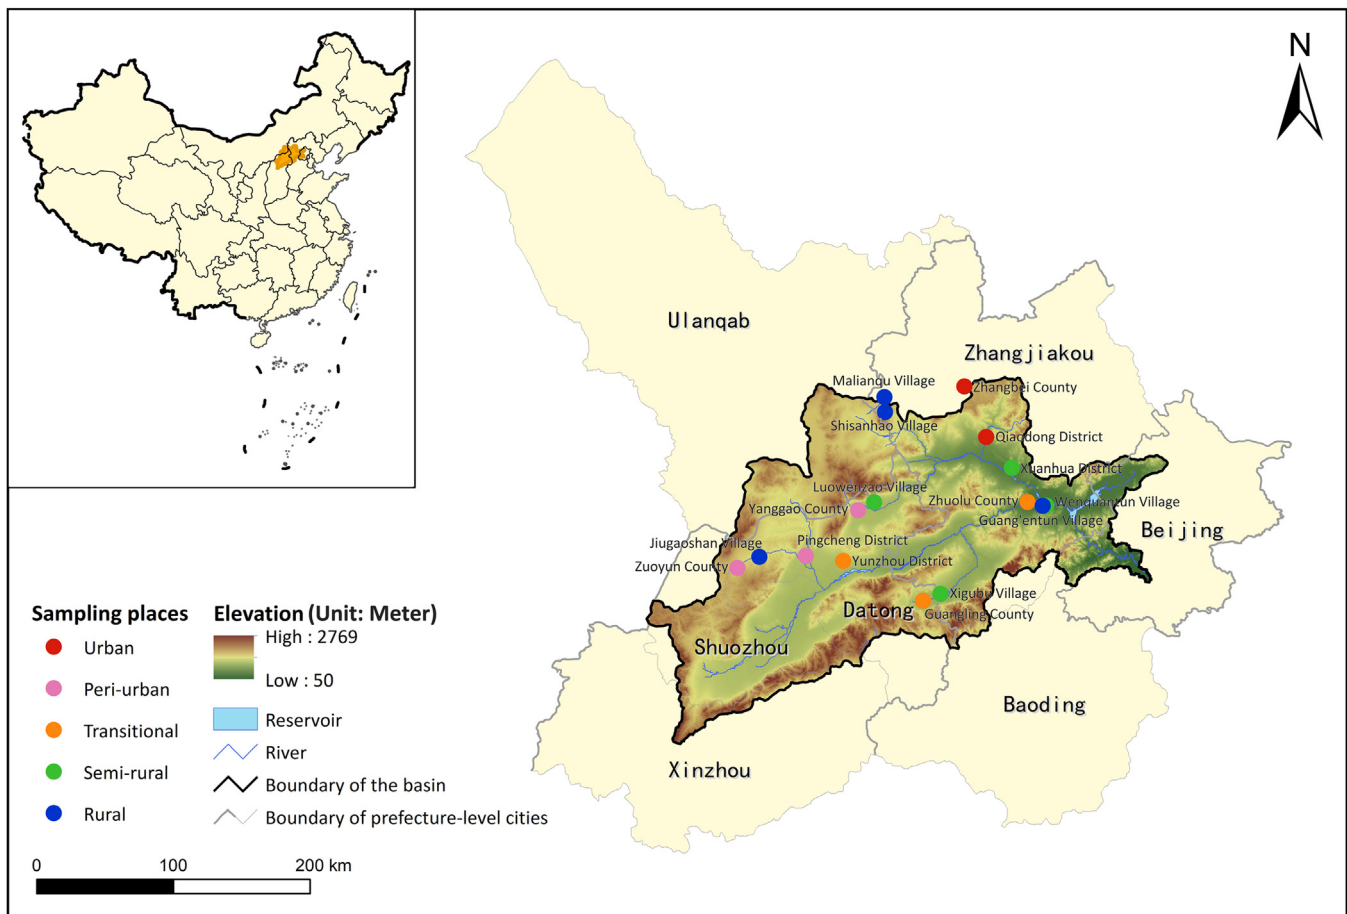 N
Ulanqab
Zhangjiakou
Malianqu Village
Zhangbei County
Shisanhao Village
Qiaodong District
Xuanhua District
Luowenzao Village
Zhuolu County
Wenquantun Village
Yanggao County
Guang'entun Village
Beijing
Jiugaoshan Village
Pingcheng District
Zuoyun County
Yunzhou District
Xigubu Village
Datong
Guangling County
Shuozhou
Baoding
Xinzhou
Sampling places
Urban
Peri-urban
Transitional
Semi-rural
Rural
Elevation (Unit: Meter)
High : 2769
Low : 50
Reservoir
River
Boundary of the basin
Boundary of prefecture-level cities
0 100 200 km